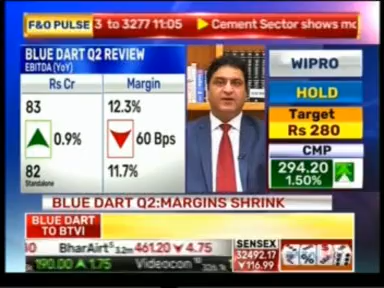 F&O PULSE 3 to 3277 11:05 ▶ Cement Sector shows mo
BLUE DART Q2 REVIEW
EBITDA (YoY)
Rs Cr Margin
83 12.3%
0.9% 60 Bps
82 11.7%
Standalone
WIPRO
HOLD
Target
Rs 280
CMP
294.20
1.50%
BLUE DART Q2:MARGINS SHRINK
BLUE DART
TO BTVI
BharAirt 3.2m 461.20 ▼ 4.75
190.00 ▲ 1.75 Videocon
SENSEX
32492.17
▼116.99